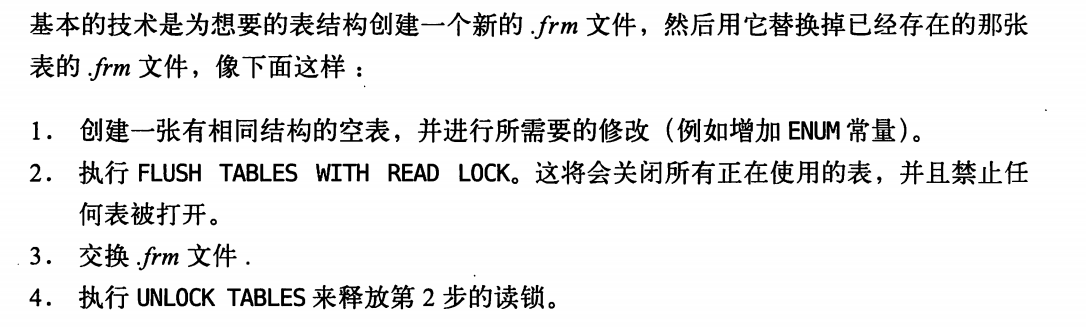 基本的技术是为想要的表结构创建一个新的 .frm 文件，然后用它替换掉已经存在的那张
表的 .frm 文件，像下面这样：
1. 创建一张有相同结构的空表，并进行所需要的修改（例如增加 ENUM 常量）。
2. 执行 FLUSH TABLES WITH READ LOCK。这将会关闭所有正在使用的表，并且禁止任
何表被打开。
3. 交换 .frm 文件 .
4. 执行 UNLOCK TABLES 来释放第 2 步的读锁。